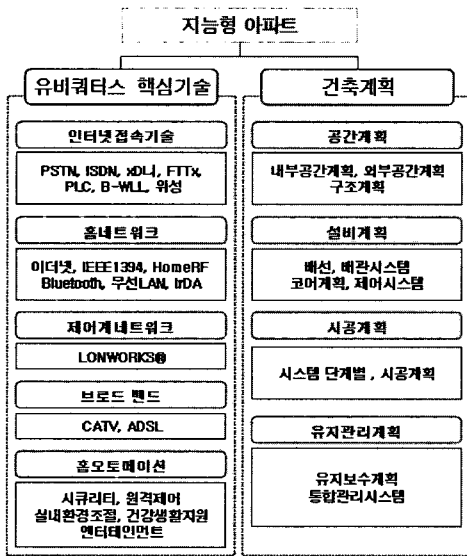 지능형 아파트
유비쿼터스 핵심기술
인터넷접속기술
PSTN, ISDN, xD니, FTTx,
PLC, B-WLL, 위성
홈네트워크
이더넷, IEEE1394, HomeRF
Bluetooth, 무선LAN, IrDA
제어계네트워크
LONWORKS®
브로드 밴드
CATV, ADSL
홈오토메이션
시큐리티, 원격제어
실내환경조절, 건강생활지원
엔터테인먼트
건축계획
공간계획
내부공간계획, 외부공간계획
구조계획
설비계획
배선, 배관시스템
코어계획, 제어시스템
시공계획
시스템 단계별 , 시공계획
유지관리계획
유지보수계획
통합관리시스템